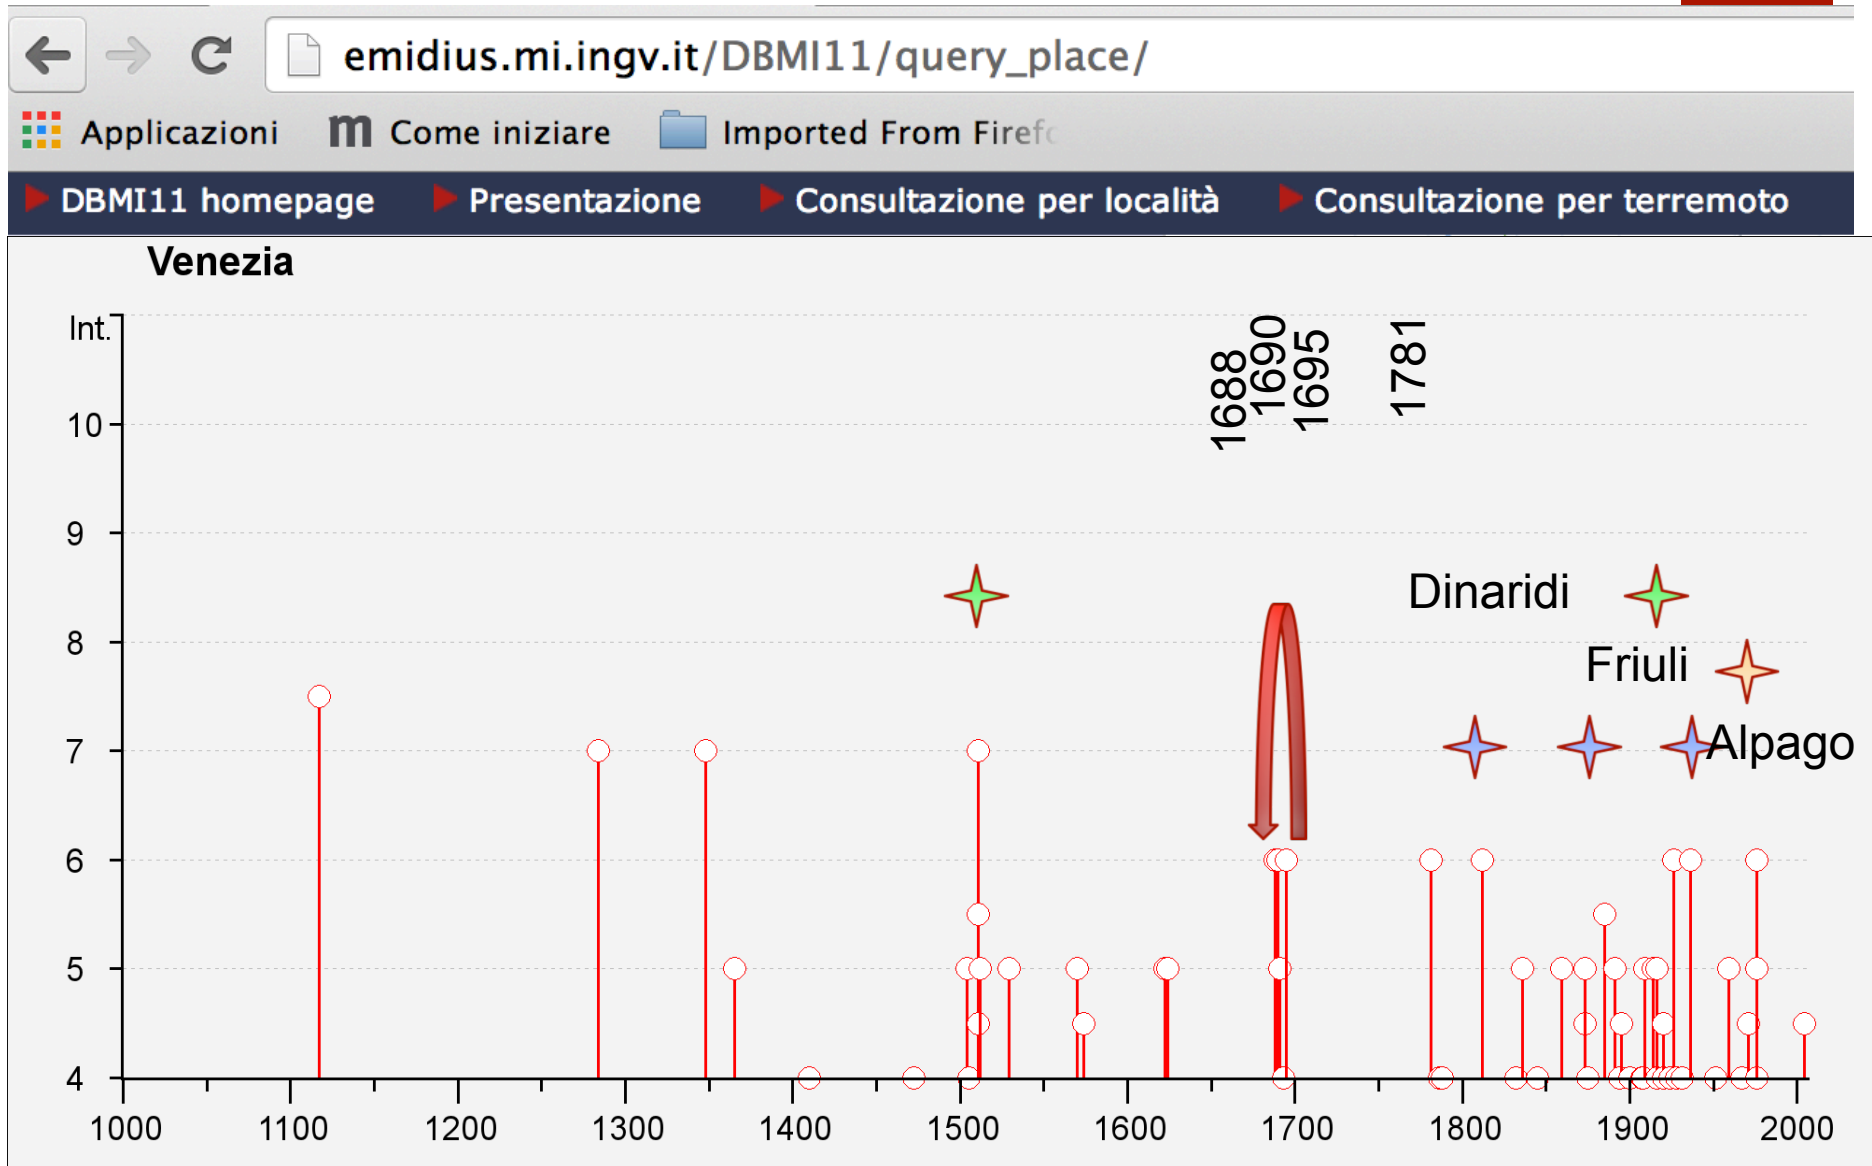 emidius.mi.ingv.it/DBMI11/query_place/
Applicazioni m Come iniziare Imported From Firefo
DBMI11 homepage Presentazione Consultazione per località Consultazione per terremoto
Venezia
Int.
1688
1690
1695
1781
10
9
8
7
6
5
4
Dinaridi
Friuli
Alpago
1000 1100 1200 1300 1400 1500 1600 1700 1800 1900 2000